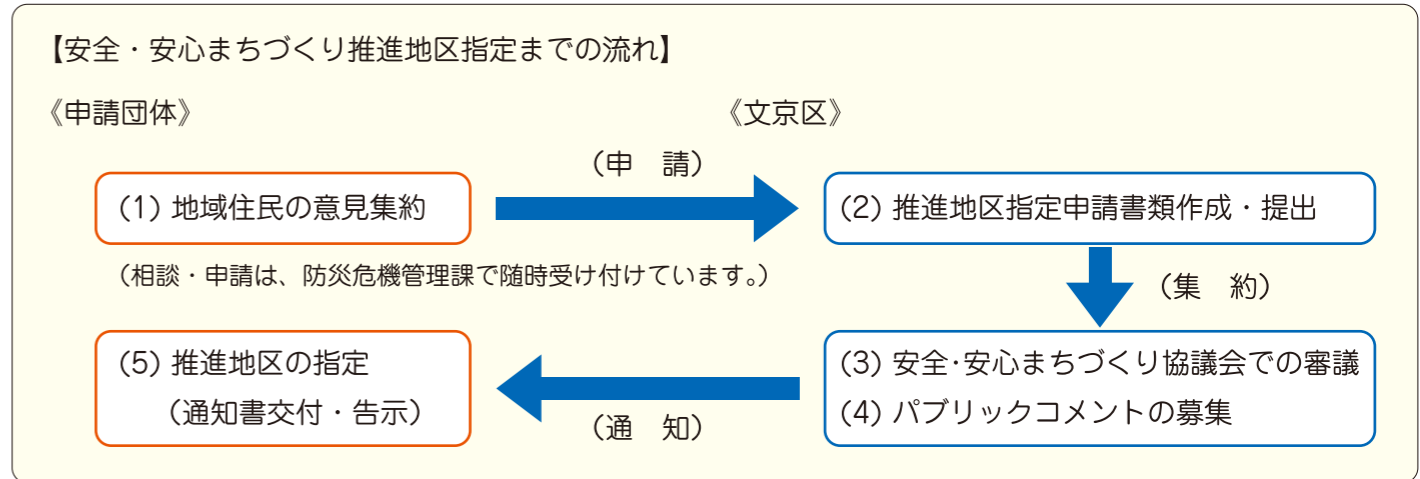 【安全・安心まちづくり推進地区指定までの流れ】
《申請団体》
《文京区》
（申　請）
(1) 地域住民の意見集約
(2) 推進地区指定申請書類作成・提出
（相談・申請は、防災危機管理課で随時受け付けています。）
（集　約）
(3) 安全・安心まちづくり協議会での審議
(4) パブリックコメントの募集
（通　知）
(5) 推進地区の指定
（通知書交付・告示）